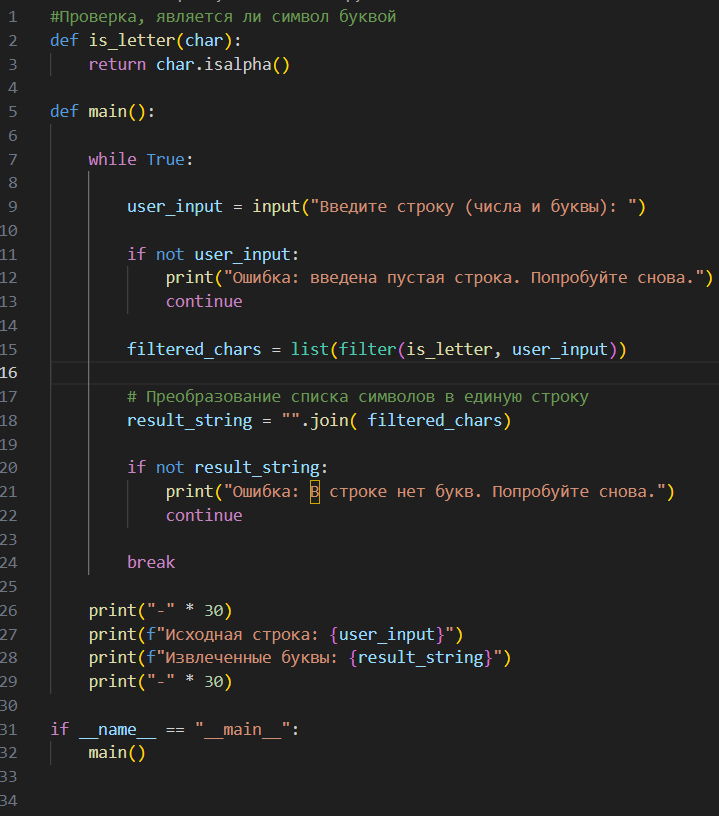 1 #Проверка, является ли символ буквой
2 def is_letter(char):
3     return char.isalpha()
4
5 def main():
6
7     while True:
8
9         user_input = input("Введите строку (числа и буквы): ")
10
11         if not user_input:
12             print("Ошибка: введена пустая строка. Попробуйте снова.")
13             continue
14
15         filtered_chars = list(filter(is_letter, user_input))
16
17         # Преобразование списка символов в единую строку
18         result_string = "".join( filtered_chars)
19
20         if not result_string:
21             print("Ошибка: В строке нет букв. Попробуйте снова.")
22             continue
23
24         break
25
26     print("-" * 30)
27     print(f"Исходная строка: {user_input}")
28     print(f"Извлеченные буквы: {result_string}")
29     print("-" * 30)
30
31 if __name__ == "__main__":
32     main()
33
34